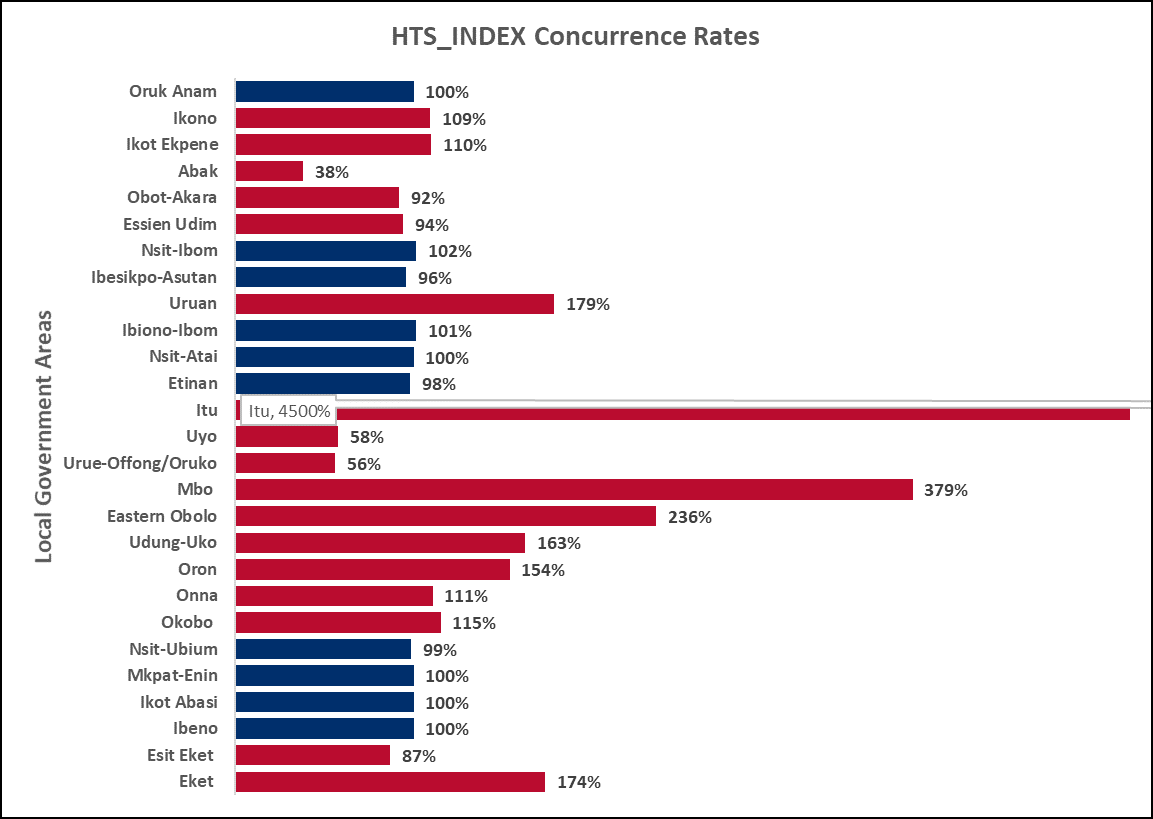 HTS_INDEX Concurrence Rates
Local Government Areas
Oruk Anam 100%
Ikono 109%
Ikot Ekpene 110%
Abak 38%
Obot-Akara 92%
Essien Udim 94%
Nsit-Ibom 102%
Ibesikpo-Asutan 96%
Uruan 179%
Ibiono-Ibom 101%
Nsit-Atai 100%
Etinan 98%
Itu Itu, 4500%
Uyo 58%
Urue-Offong/Oruko 56%
Mbo 379%
Eastern Obolo 236%
Udung-Uko 163%
Oron 154%
Onna 111%
Okobo 115%
Nsit-Ubium 99%
Mkpat-Enin 100%
Ikot Abasi 100%
Ibeno 100%
Esit Eket 87%
Eket 174%